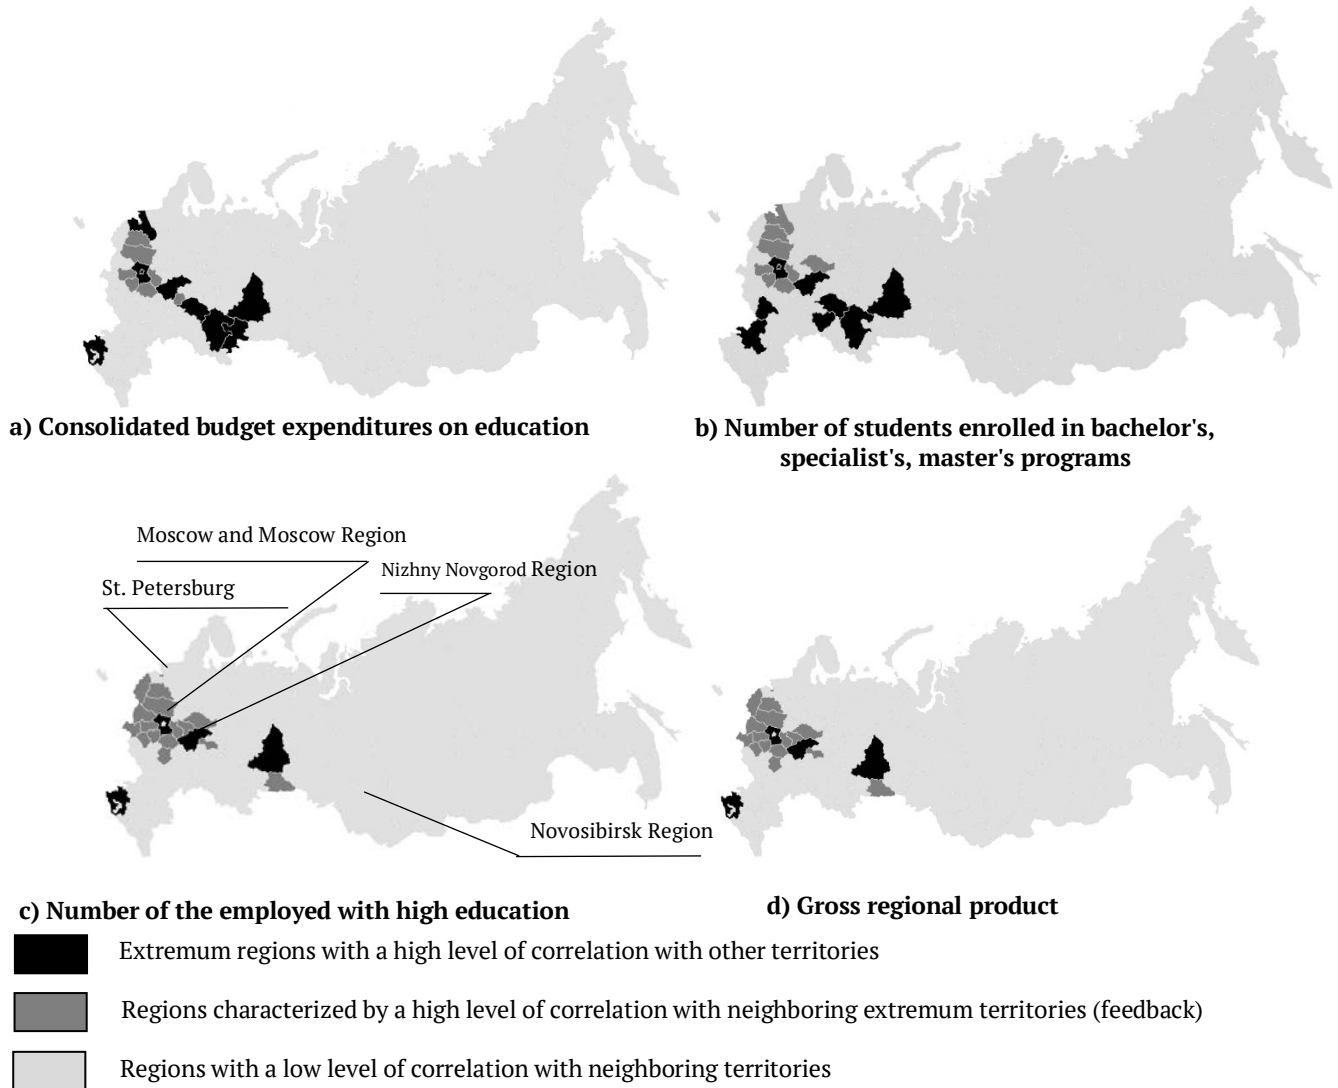 a) Consolidated budget expenditures on education
b) Number of students enrolled in bachelor's,
specialist's, master's programs
Moscow and Moscow Region
Nizhny Novgorod Region
St. Petersburg
Novosibirsk Region
c) Number of the employed with high education
d) Gross regional product
Extremum regions with a high level of correlation with other territories
Regions characterized by a high level of correlation with neighboring extremum territories (feedback)
Regions with a low level of correlation with neighboring territories